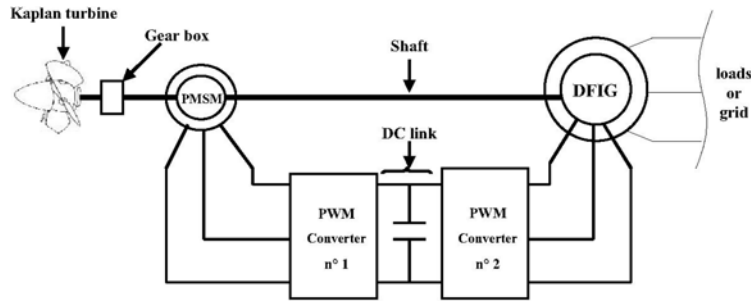 Kaplan turbine
Gear box
Shaft
PMSM
DFIG
loads
or
grid
DC link
PWM
Converter
n° 1
PWM
Converter
n° 2